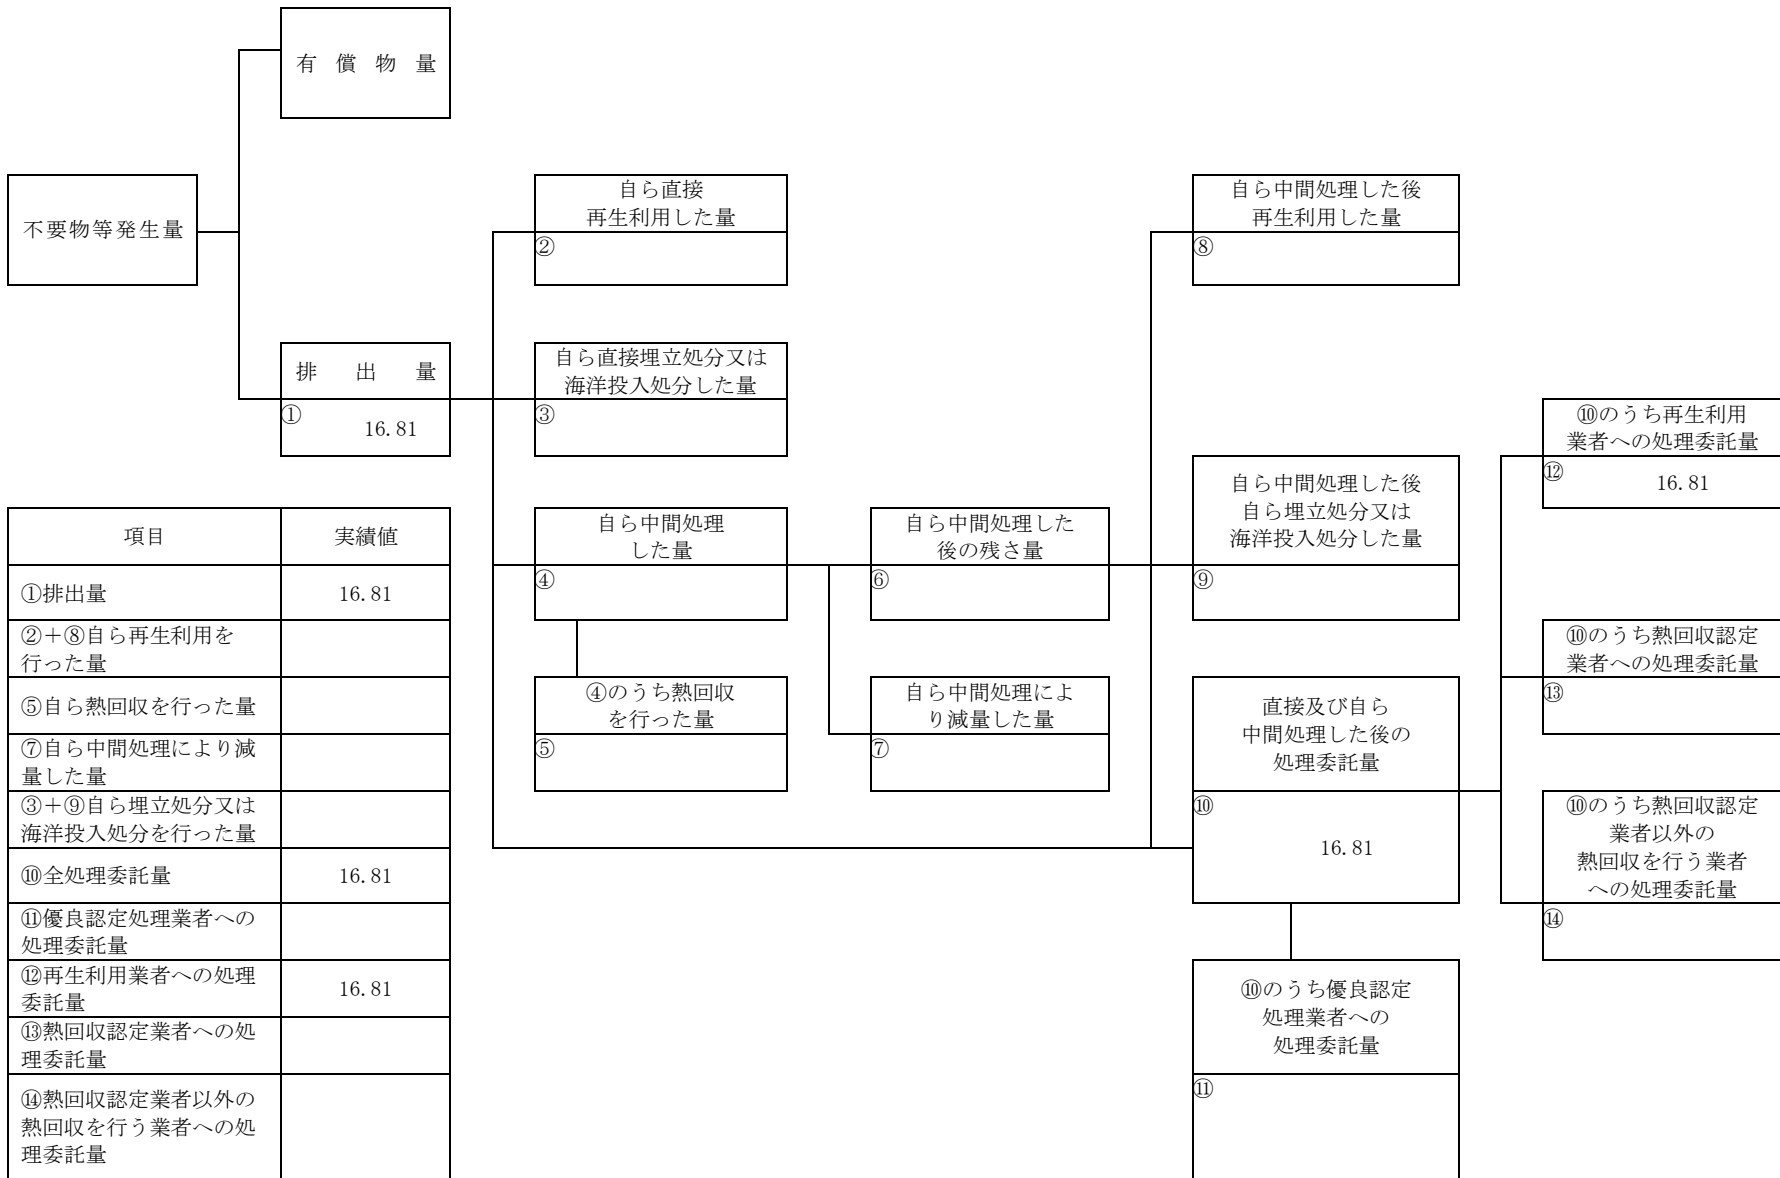 有償物量
不要物等発生量
排出量
①
16.81
自ら直接
再生利用した量
②
自ら直接埋立処分又は
海洋投入処分した量
③
自ら中間処理
した量
④
④のうち熱回収
を行った量
⑤
自ら中間処理した
後の残さ量
⑥
自ら中間処理によ
り減量した量
⑦
自ら中間処理した後
再生利用した量
⑧
自ら中間処理した後
自ら埋立処分又は
海洋投入処分した量
⑨
直接及び自ら
中間処理した後の
処理委託量
⑩
16.81
⑩のうち優良認定
処理業者への
処理委託量
⑪
⑩のうち再生利用
業者への処理委託量
⑫
16.81
⑩のうち熱回収認定
業者への処理委託量
⑬
⑩のうち熱回収認定
業者以外の
熱回収を行う業者
への処理委託量
⑭
項目 実績値
①排出量 16.81
②+⑧自ら再生利用を
行った量
⑤自ら熱回収を行った量
⑦自ら中間処理により減
量した量
③+⑨自ら埋立処分又は
海洋投入処分を行った量
⑩全処理委託量 16.81
⑪優良認定処理業者への
処理委託量
⑫再生利用業者への処理
委託量
16.81
⑬熱回収認定業者への処
理委託量
⑭熱回収認定業者以外の
熱回収を行う業者への処
理委託量